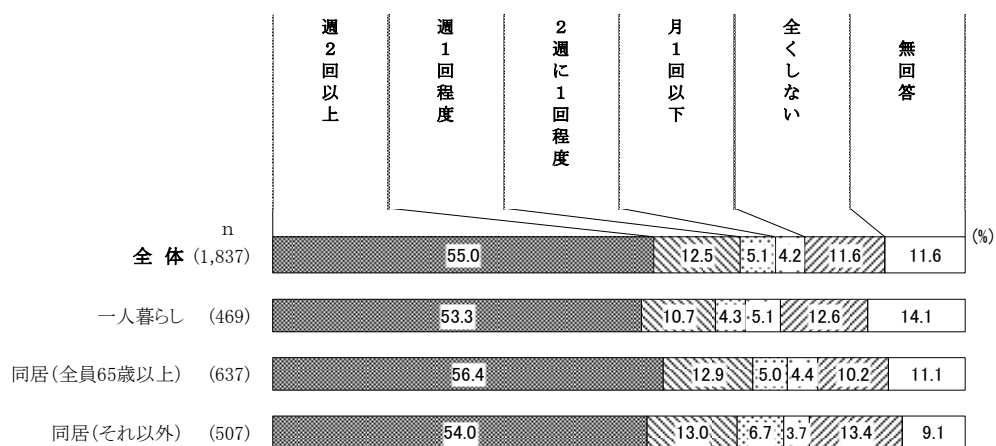 週2回以上
週1回程度
2週に1回程度
月1回以下
全くしない
無回答
n
(%)
全 体 (1,837) 55.0 12.5 5.1 4.2 11.6 11.6
一人暮らし (469) 53.3 10.7 4.3 5.1 12.6 14.1
同居(全員65歳以上) (637) 56.4 12.9 5.0 4.4 10.2 11.1
同居(それ以外) (507) 54.0 13.0 6.7 3.7 13.4 9.1